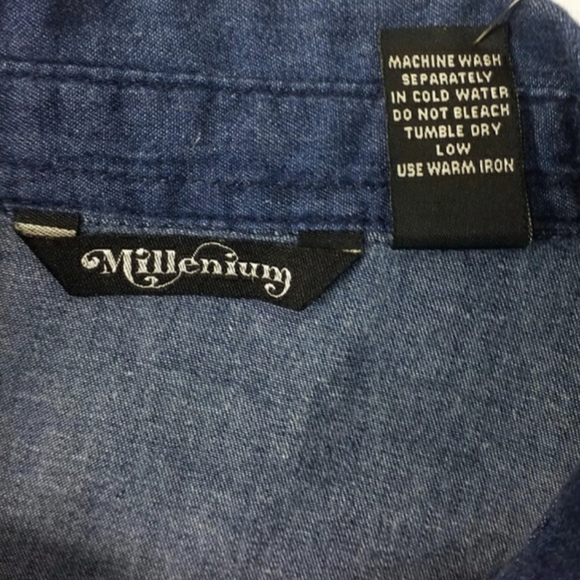 MACHINE WASH
SEPARATELY
IN COLD WATER
DO NOT BLEACH
TUMBLE DRY
LOW
USE WARM IRON
Millenium